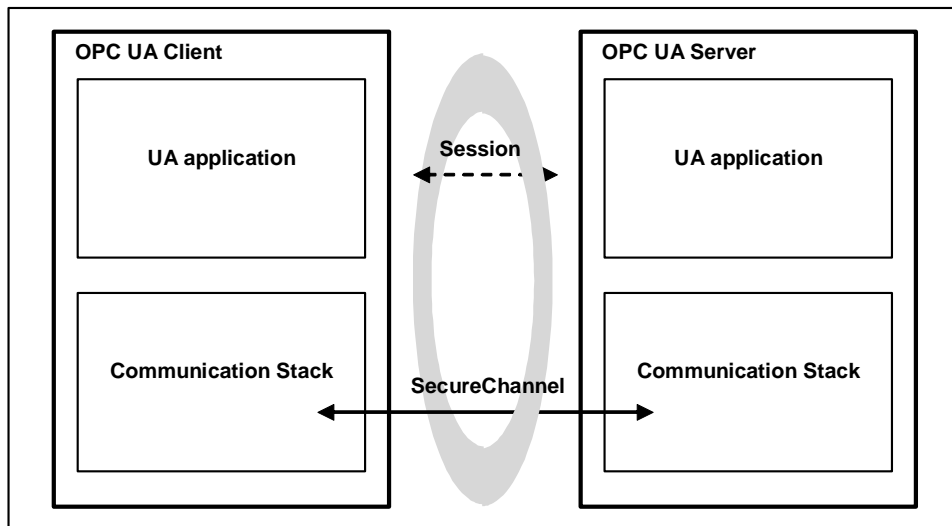 OPC UA Client
OPC UA Server
UA application
Session
UA application
Communication Stack
SecureChannel
Communication Stack